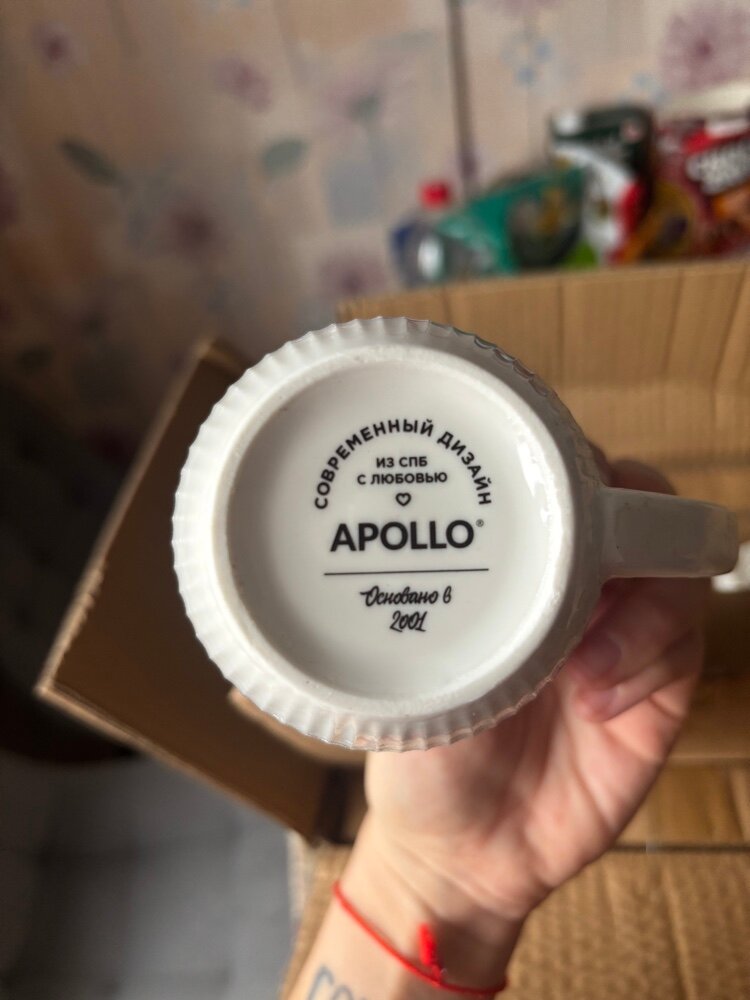 СОВРЕМЕННЫЙ ДИЗАЙН
ИЗ СПБ
С ЛЮБОВЬЮ
APOLLO®
Основано в
2001